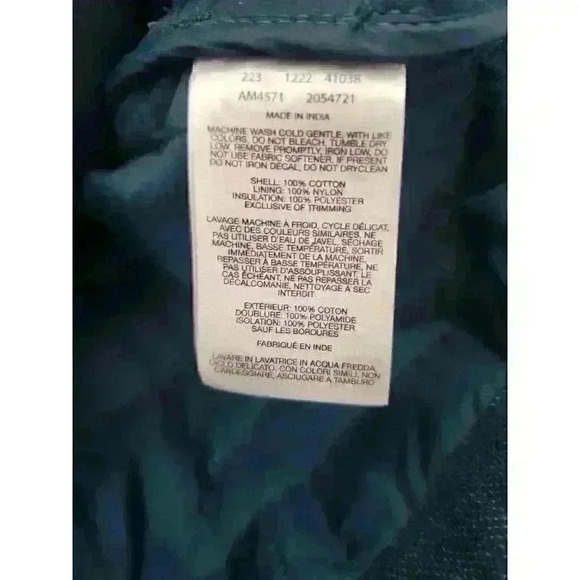 223 1222 41038
AM4571 2054721
MADE IN INDIA
MACHINE WASH COLD GENTLE, WITH LIKE
COLORS, DO NOT BLEACH, TUMBLE DRY
LOW, REMOVE PROMPTLY, IRON LOW, DO
NOT USE FABRIC SOFTENER, IF PRESENT
DO NOT IRON DECAL, DO NOT DRYCLEAN
SHELL: 100% COTTON
LINING: 100% NYLON
INSULATION: 100% POLYESTER
EXCLUSIVE OF TRIMMING
LAVAGE MACHINE À FROID, CYCLE DÉLICAT,
AVEC DES COULEURS SIMILAIRES, NE
PAS UTILISER D'EAU DE JAVEL, SÉCHAGE
MACHINE, BASSE TEMPÉRATURE, SORTIR
IMMÉDIATEMENT DE LA MACHINE,
REPASSER À BASSE TEMPÉRATURE, NE
PAS UTILISER D'ASSOUPLISSANT, LE
CAS ÉCHÉANT, NE PAS REPASSER LA
DÉCALCOMANIE, NETTOYAGE À SEC
INTERDIT
EXTÉRIEUR: 100% COTON
DOUBLURE: 100% POLYAMIDE
ISOLATION: 100% POLYESTER
SAUF LES BORDURES
FABRIQUÉ EN INDE
LAVARE IN LAVATRICE IN ACQUA FREDDA,
CICLO DELICATO, CON COLORI SIMILI, NON
CANDEGGIARE, ASCIUGARE A TAMBURO